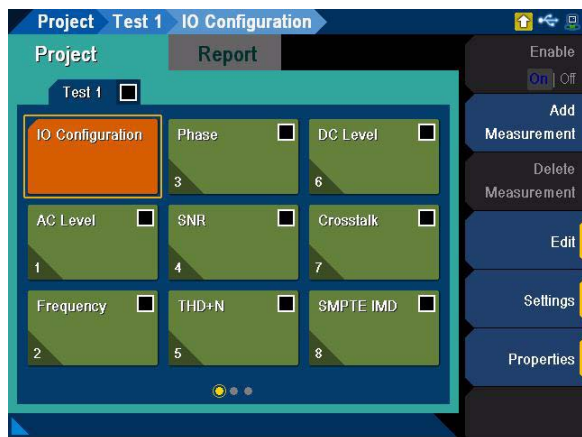 Project Test 1 IO Configuration
Project Report
Test 1
IO Configuration
Phase
3
DC Level
6
AC Level
1
SNR
4
Crosstalk
7
Frequency
2
THD+N
5
SMPTE IMD
8
Enable
On | Off
Add
Measurement
Delete
Measurement
Edit
Settings
Properties